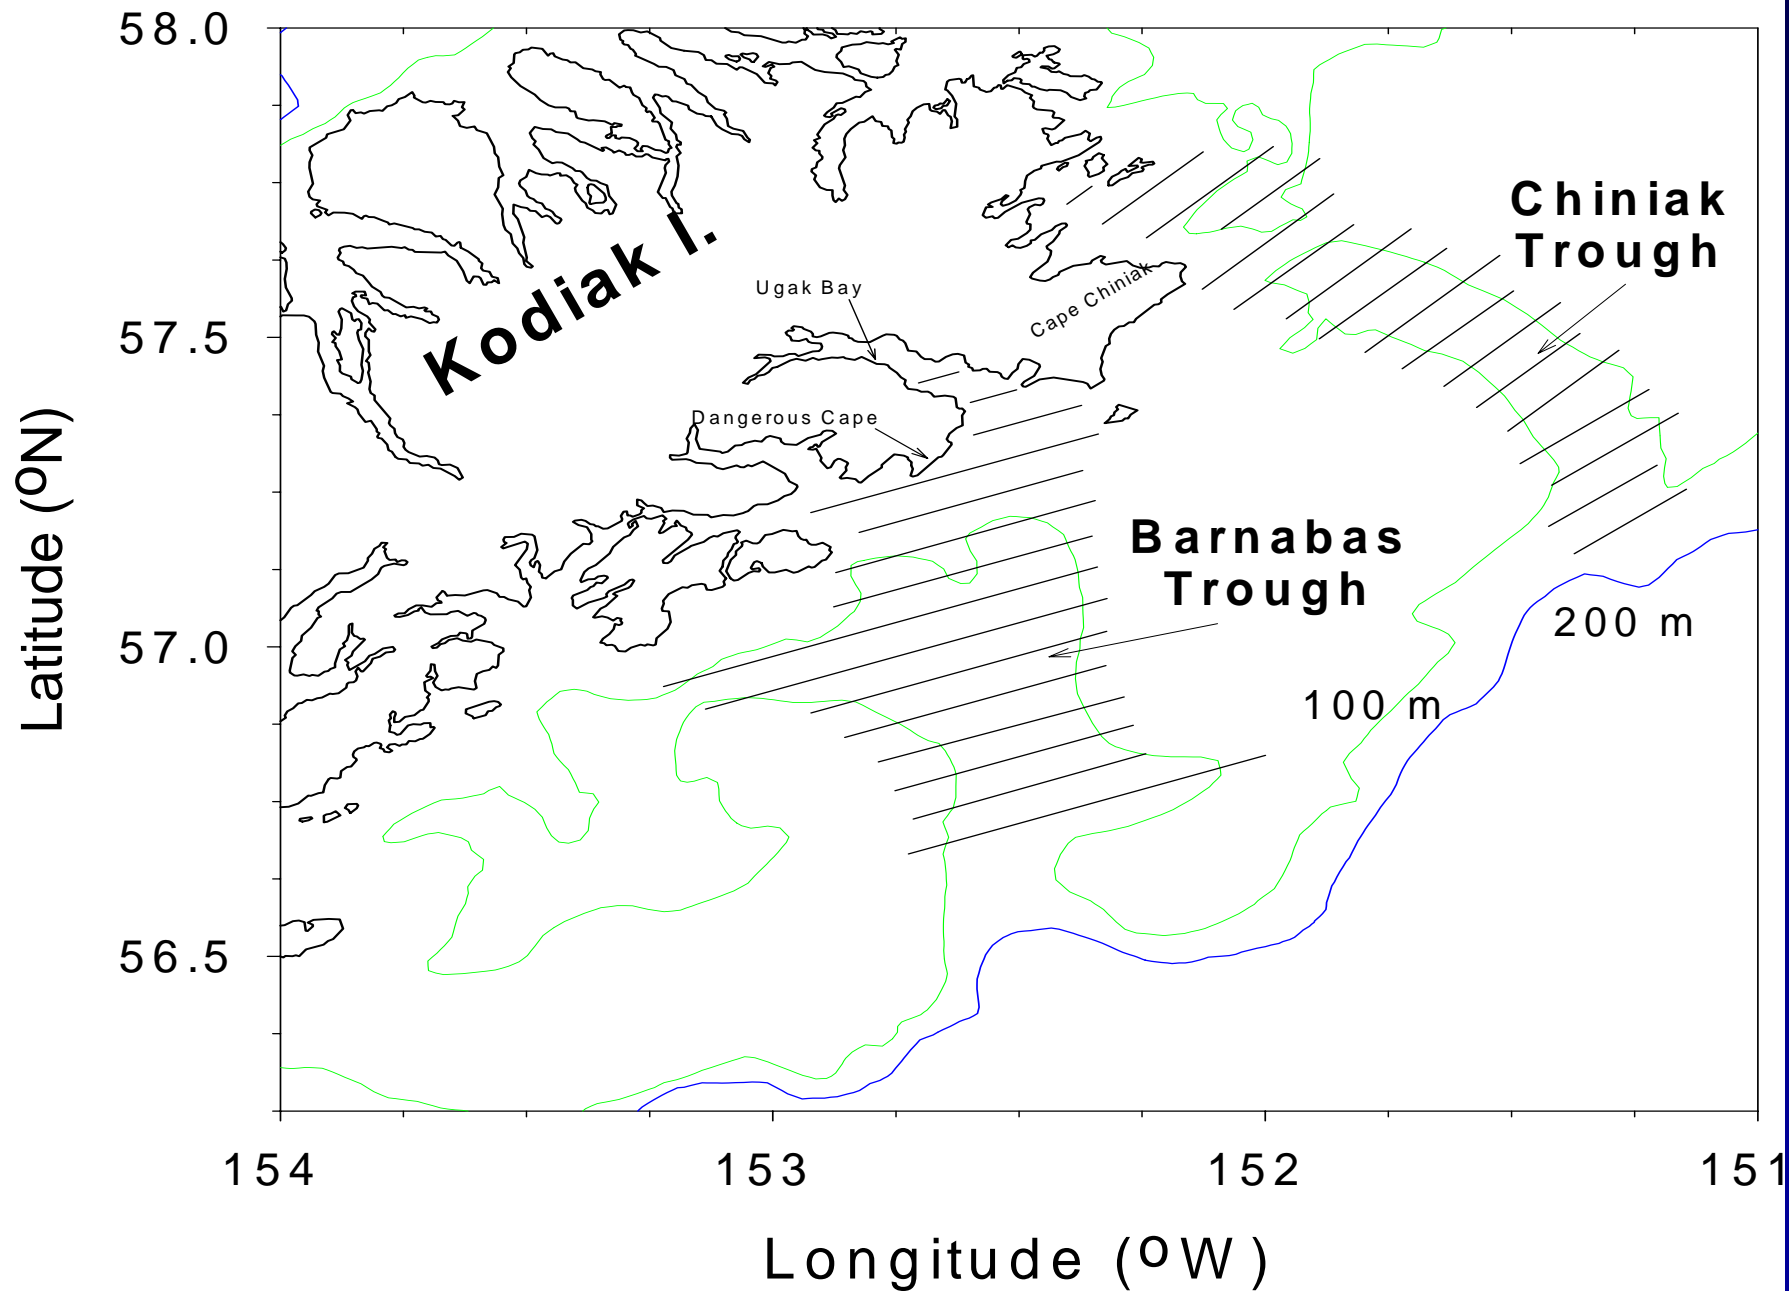 58.0
Chiniak
Trough
Kodiak I.
Ugak Bay
Cape Chiniak
57.5
Dangerous Cape
Barnabas
Trough
Latitude (ºN)
57.0
200 m
100 m
56.5
154
153
152
151
Longitude (ºW)